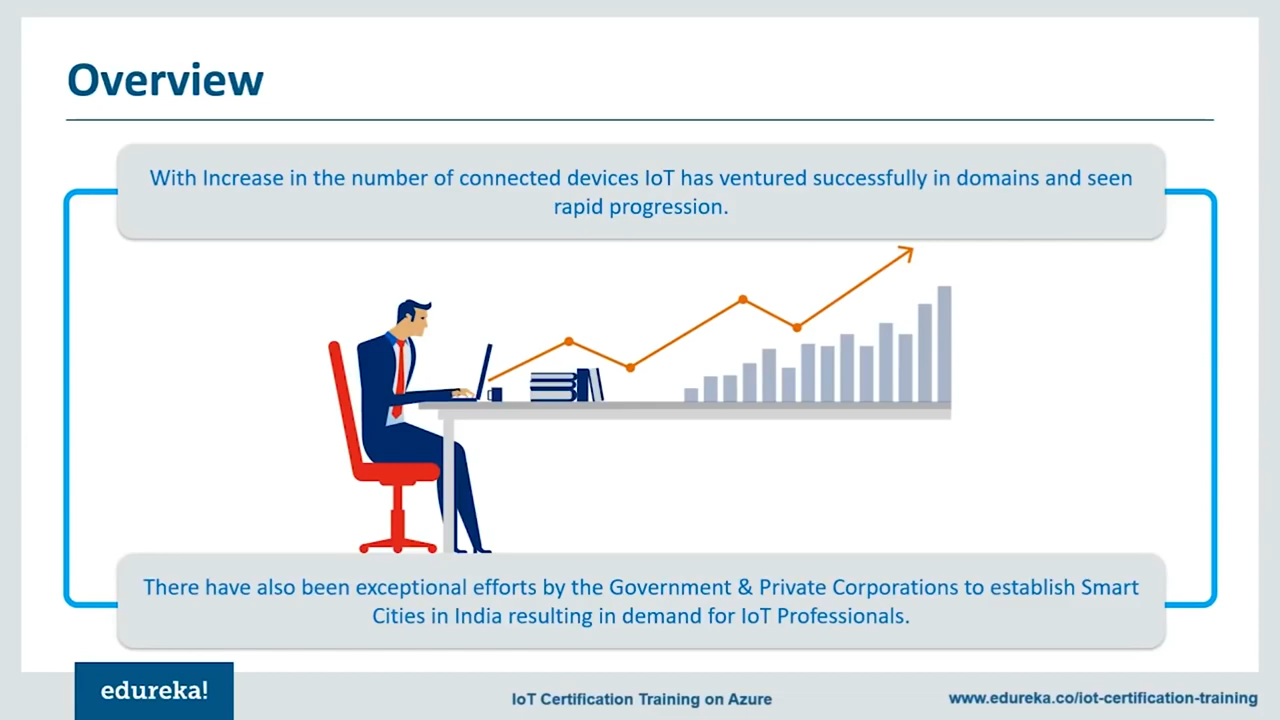 Overview
With Increase in the number of connected devices IoT has ventured successfully in domains and seen
rapid progression.
There have also been exceptional efforts by the Government & Private Corporations to establish Smart
Cities in India resulting in demand for IoT Professionals.
edureka!
IoT Certification Training on Azure
www.edureka.co/iot-certification-training